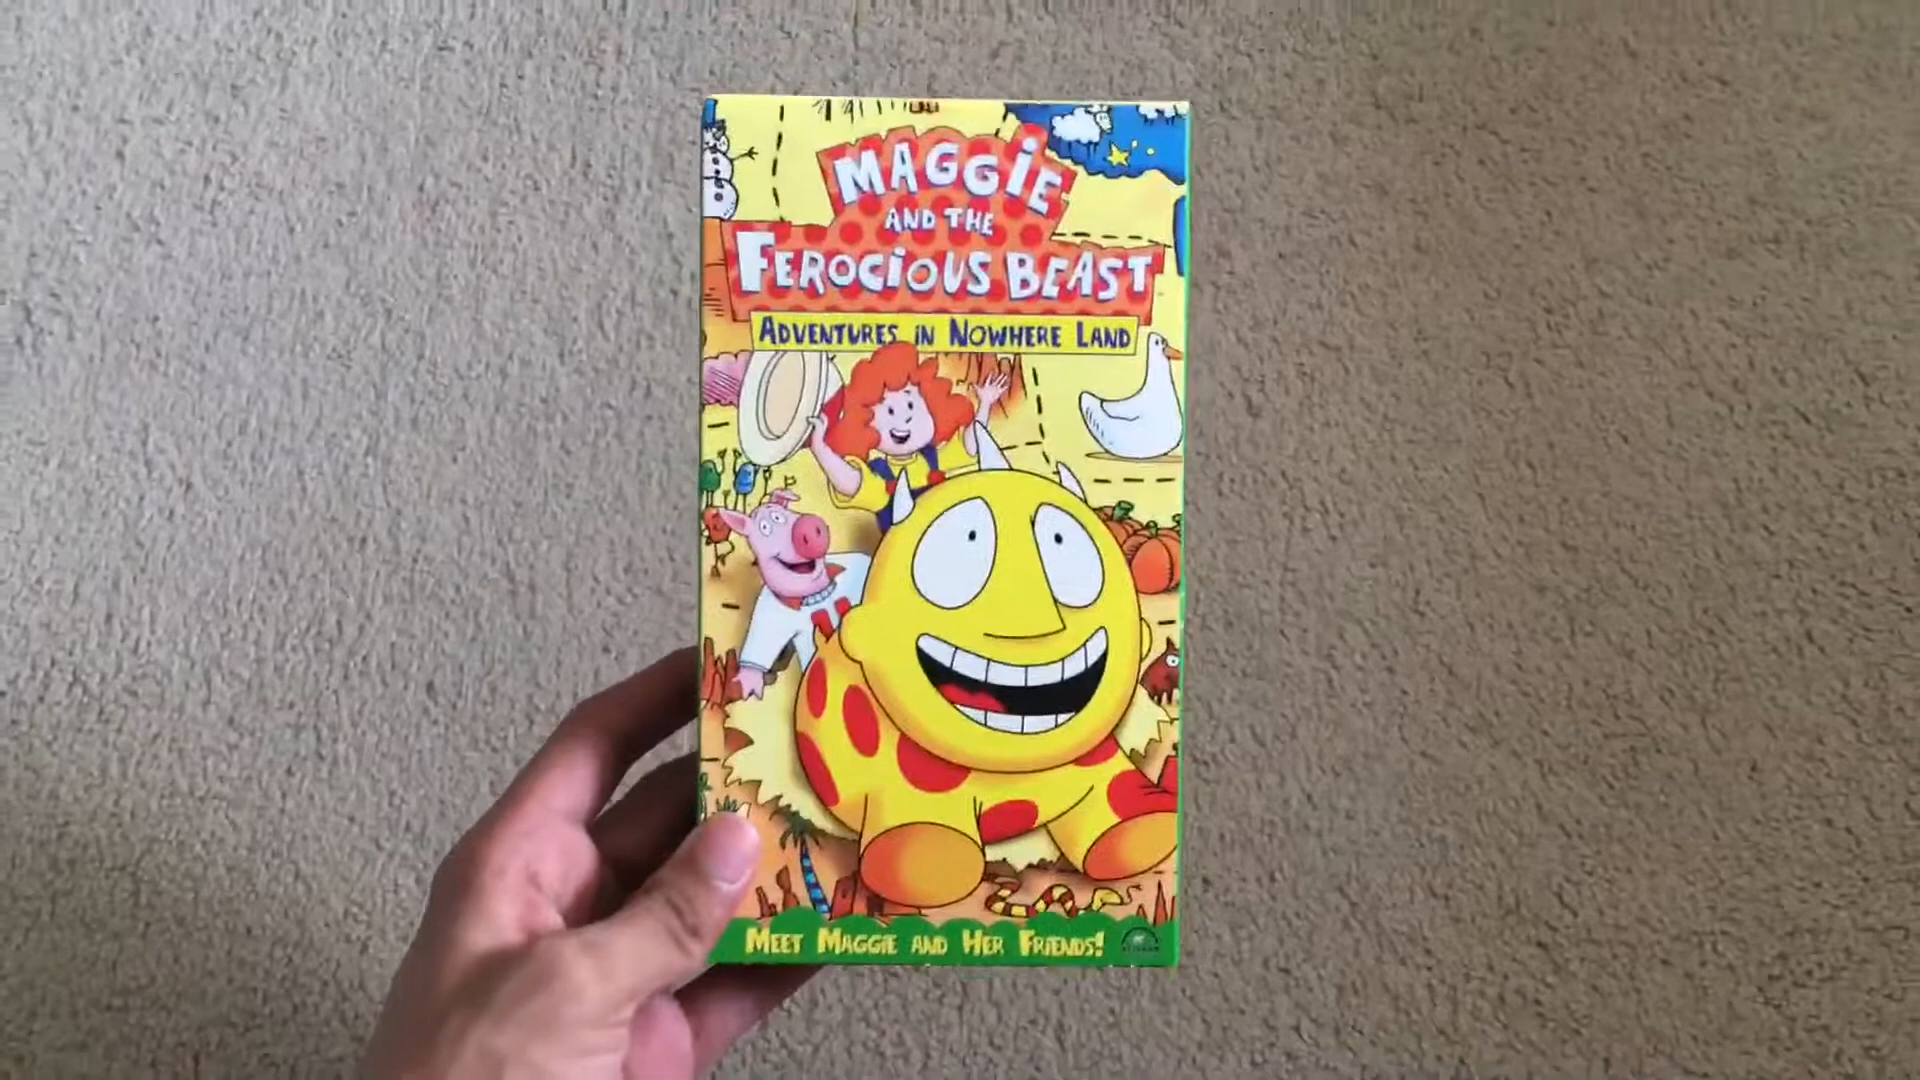 MAGGiE
AND THE
FEROCiOUS BEAST
ADVENTURES iN NOWHERE LAND
MEET MAGGIE AND HER FRIENDS!